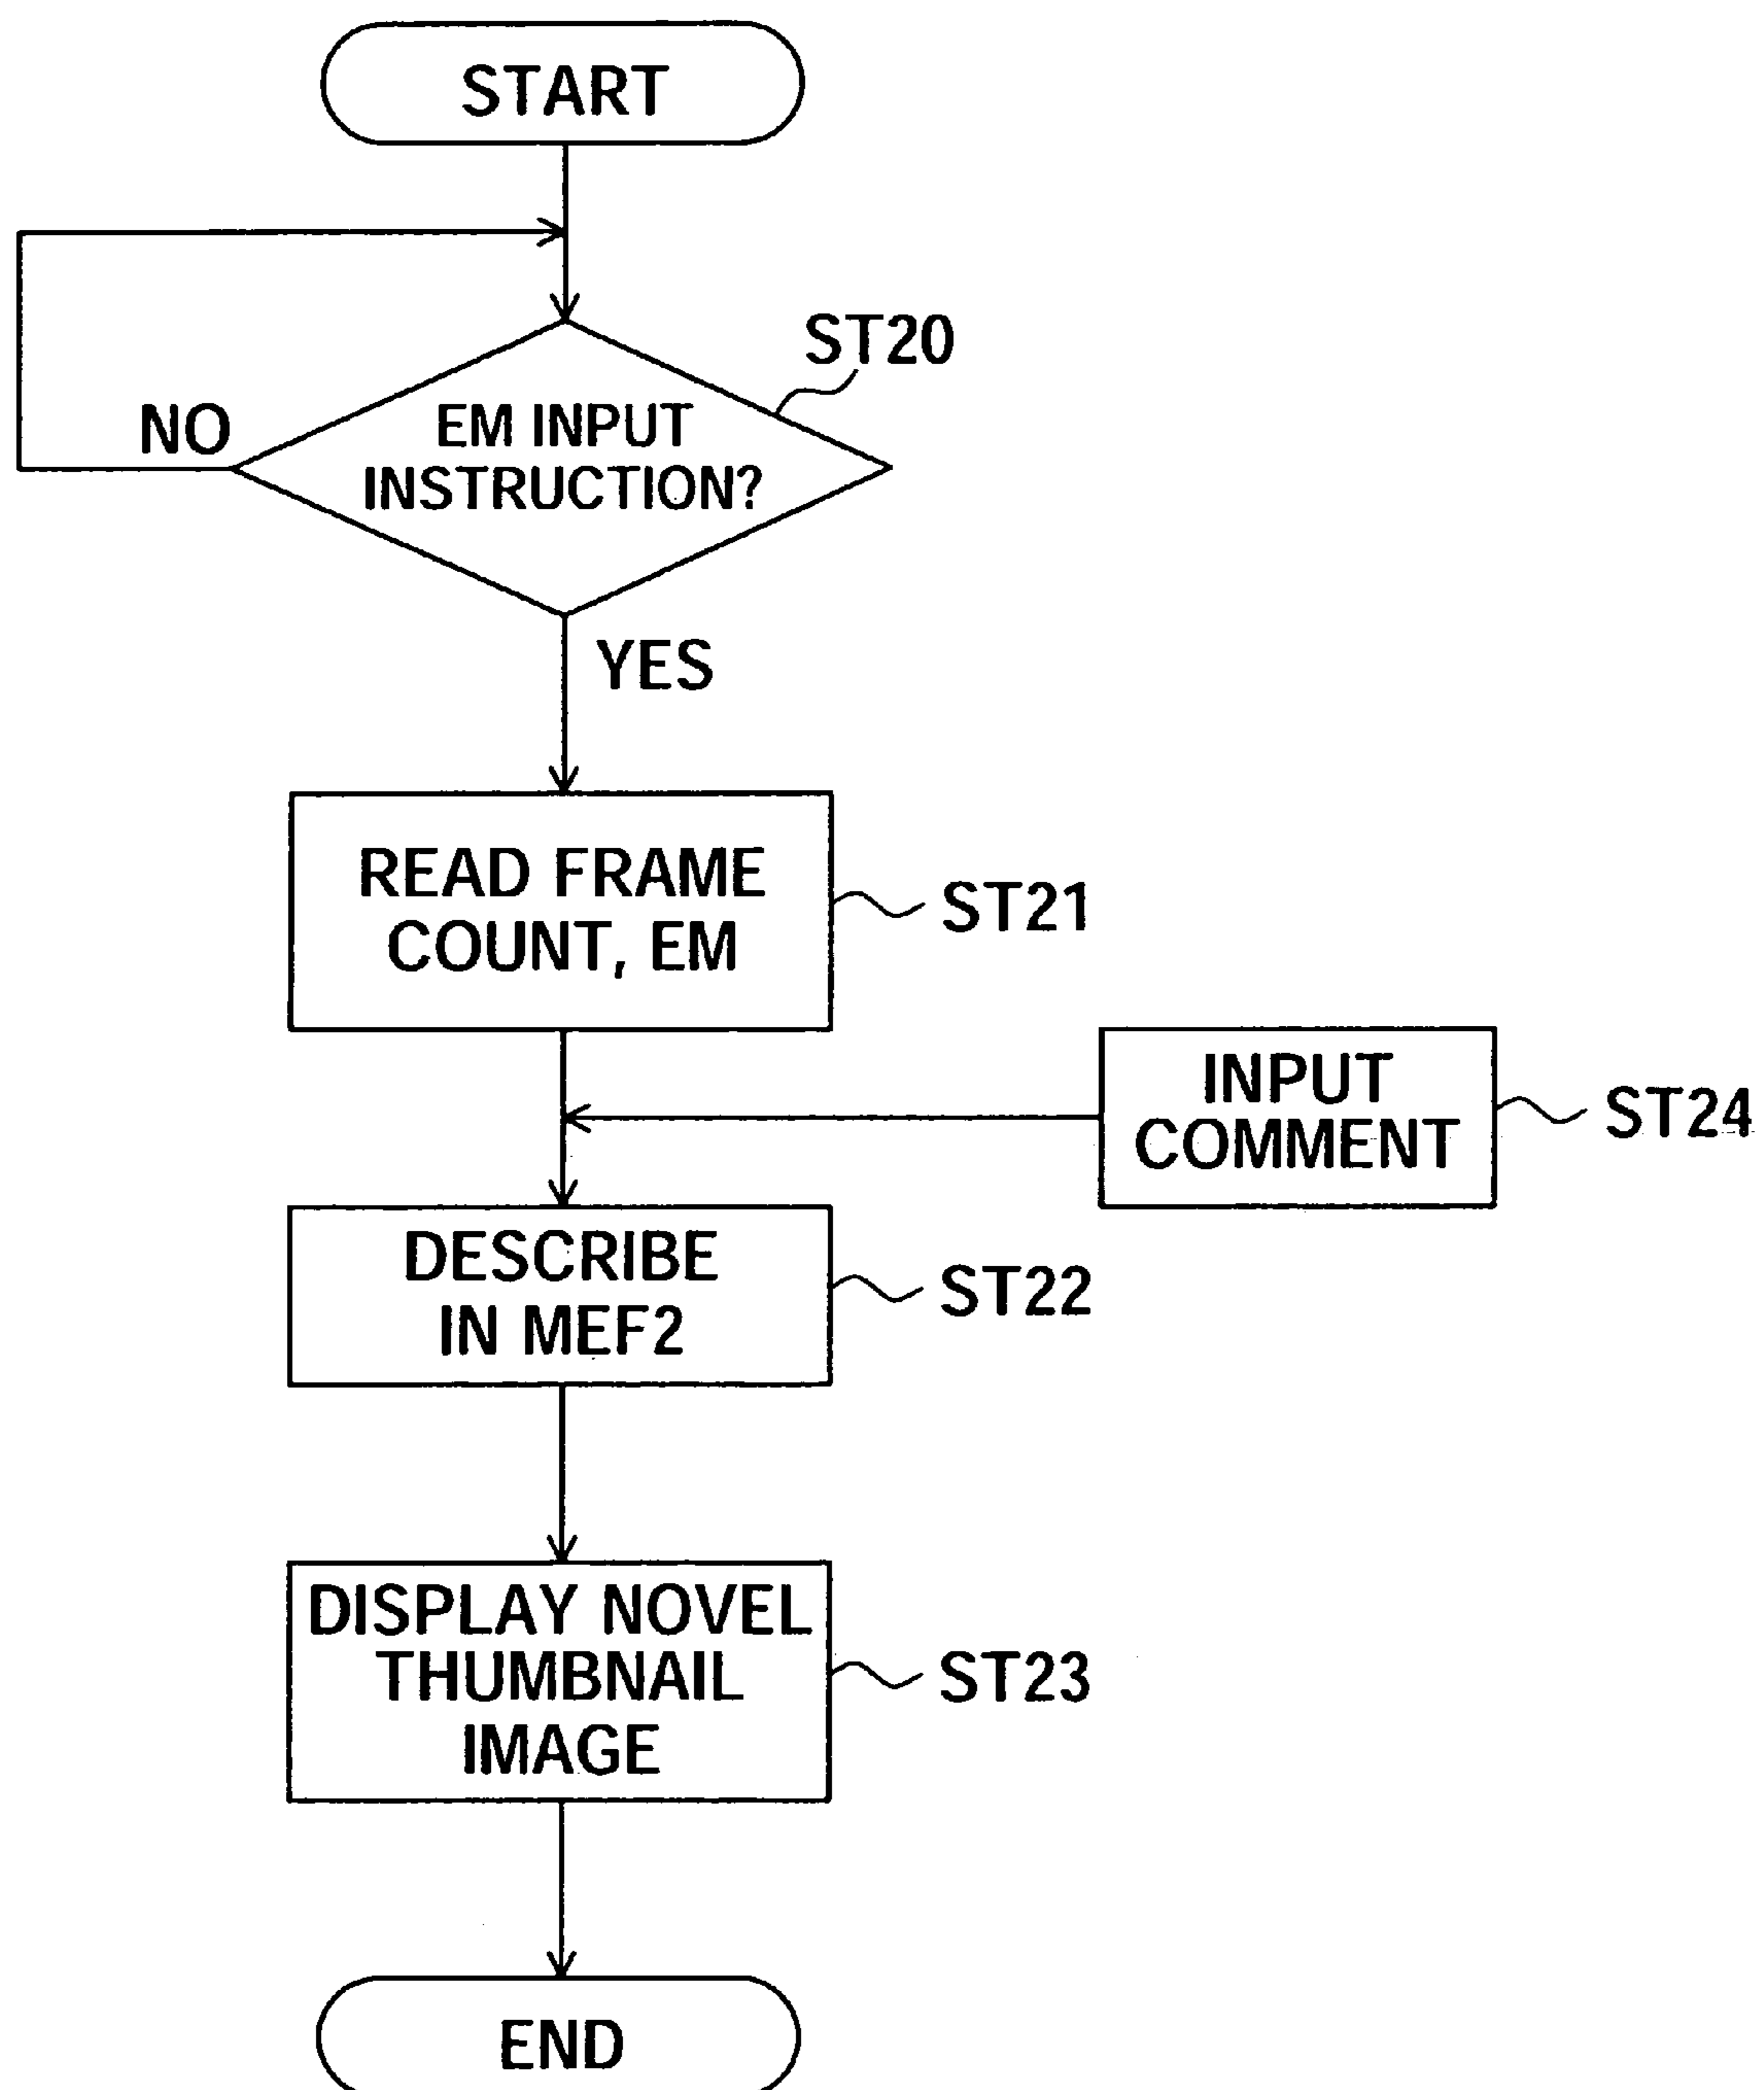 START
ST20
NO
EM INPUT
INSTRUCTION?
YES
READ FRAME
COUNT, EM
ST21
INPUT
COMMENT
ST24
DESCRIBE
IN MEF2
ST22
DISPLAY NOVEL
THUMBNAIL
IMAGE
ST23
END